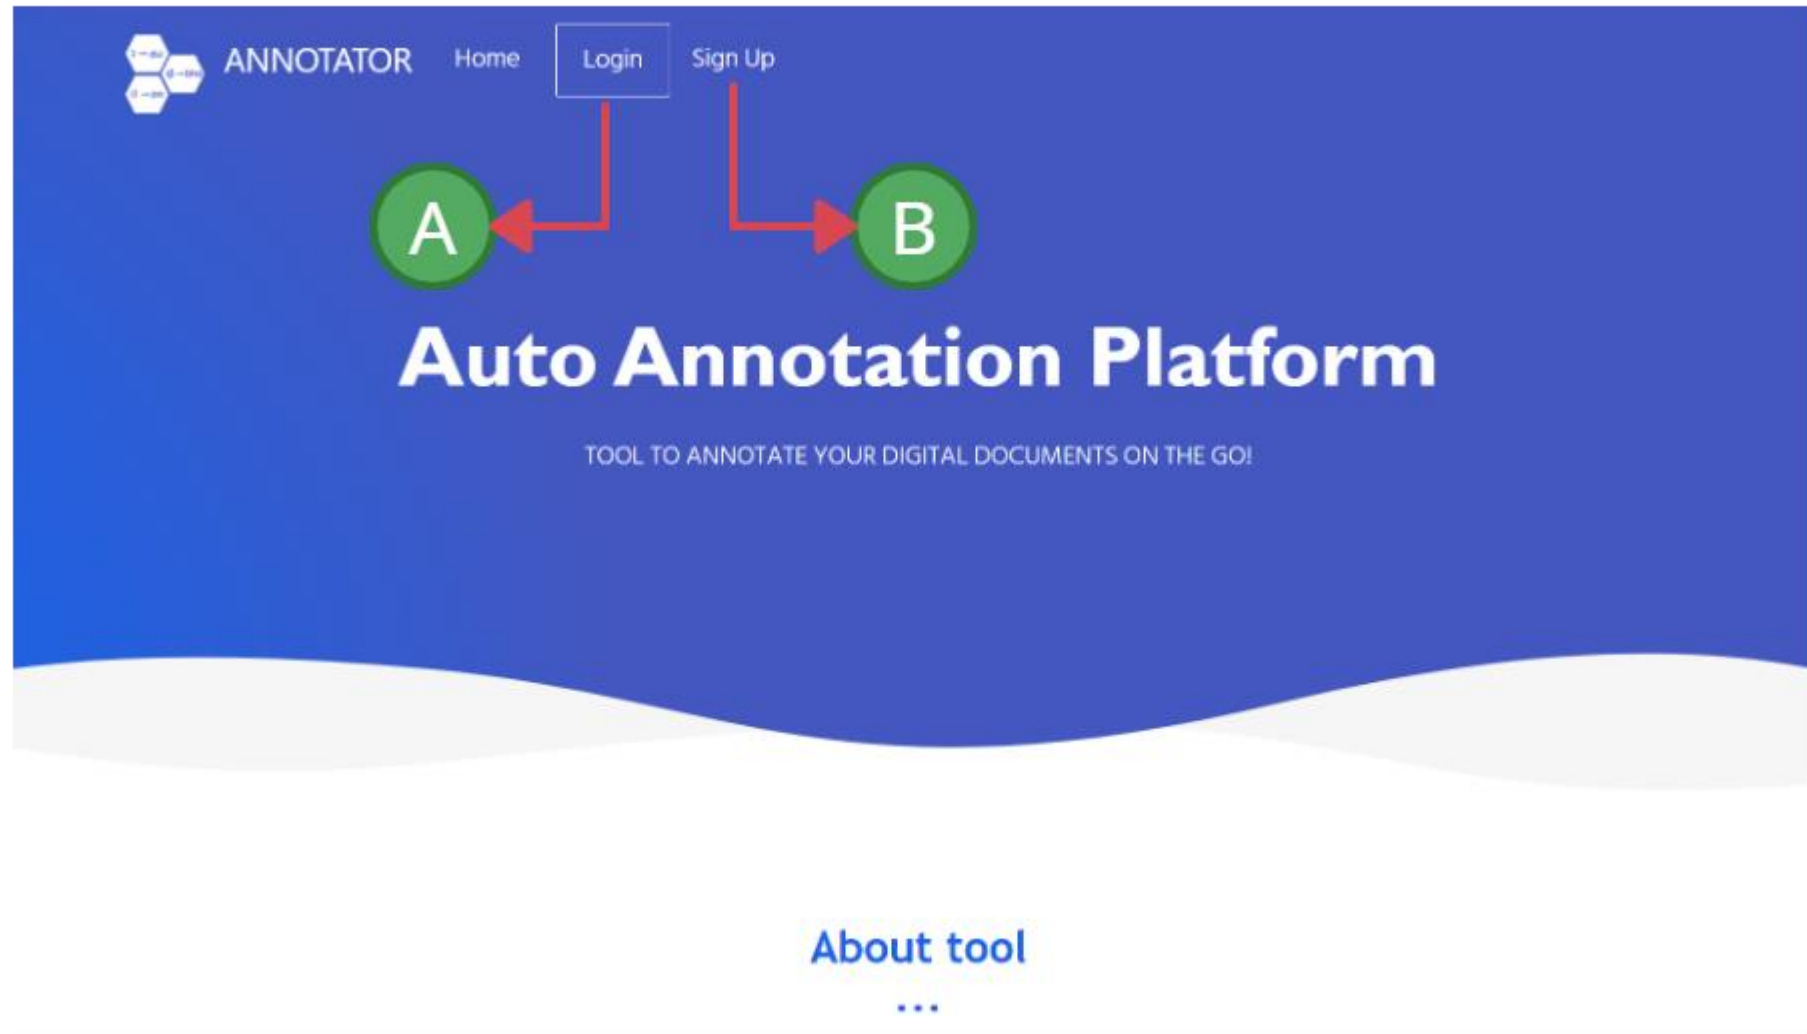 ANNOTATOR Home Login Sign Up
A B
Auto Annotation Platform
TOOL TO ANNOTATE YOUR DIGITAL DOCUMENTS ON THE GO!
About tool
...